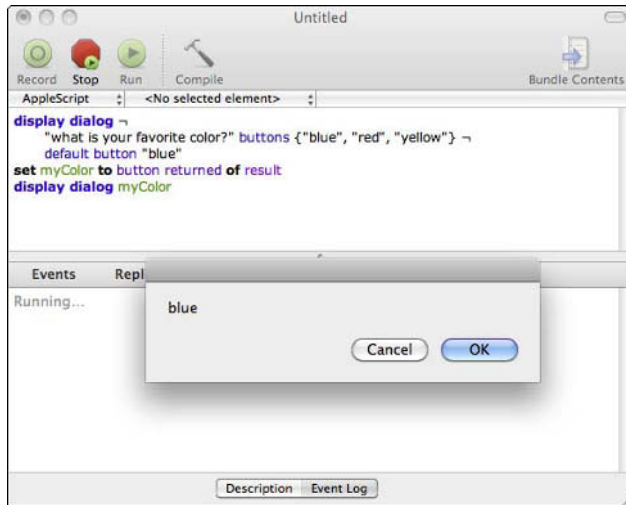 Untitled
Record Stop Run Compile Bundle Contents
AppleScript <No selected element>
display dialog ¬
"what is your favorite color?" buttons {"blue", "red", "yellow"} ¬
default button "blue"
set myColor to button returned of result
display dialog myColor
Events Repl
Running...
blue
Cancel OK
Description Event Log